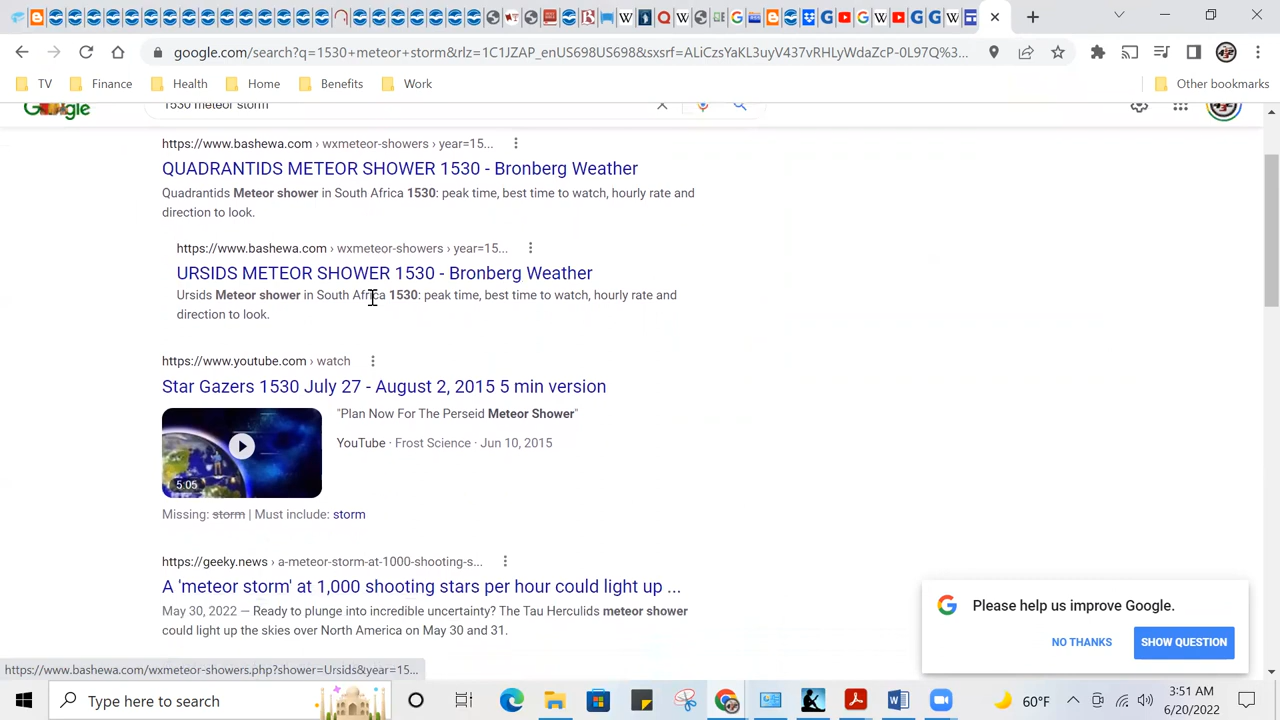 google.com/search?q=1530+meteor+storm&rlz=1C1JZAP_enUS698US698&sxsrf=ALiCzsYaKL3uyV437vRHLyWdaZcP-0L97Q%3...
TV Finance Health Home Benefits Work Other bookmarks
1530 meteor storm
https://www.bashewa.com › wxmeteor-showers › year=15...
QUADRANTIDS METEOR SHOWER 1530 - Bronberg Weather
Quadrantids Meteor shower in South Africa 1530: peak time, best time to watch, hourly rate and
direction to look.
https://www.bashewa.com › wxmeteor-showers › year=15...
URSIDS METEOR SHOWER 1530 - Bronberg Weather
Ursids Meteor shower in South Africa 1530: peak time, best time to watch, hourly rate and
direction to look.
https://www.youtube.com › watch
Star Gazers 1530 July 27 - August 2, 2015 5 min version
"Plan Now For The Perseid Meteor Shower"
YouTube · Frost Science · Jun 10, 2015
5:05
Missing: storm | Must include: storm
https://geeky.news › a-meteor-storm-at-1000-shooting-s...
A 'meteor storm' at 1,000 shooting stars per hour could light up ...
May 30, 2022 — Ready to plunge into incredible uncertainty? The Tau Herculids meteor shower
could light up the skies over North America on May 30 and 31.
Please help us improve Google.
NO THANKS SHOW QUESTION
https://www.bashewa.com/wxmeteor-showers.php?shower=Ursids&year=15...
Type here to search
60°F
3:51 AM
6/20/2022